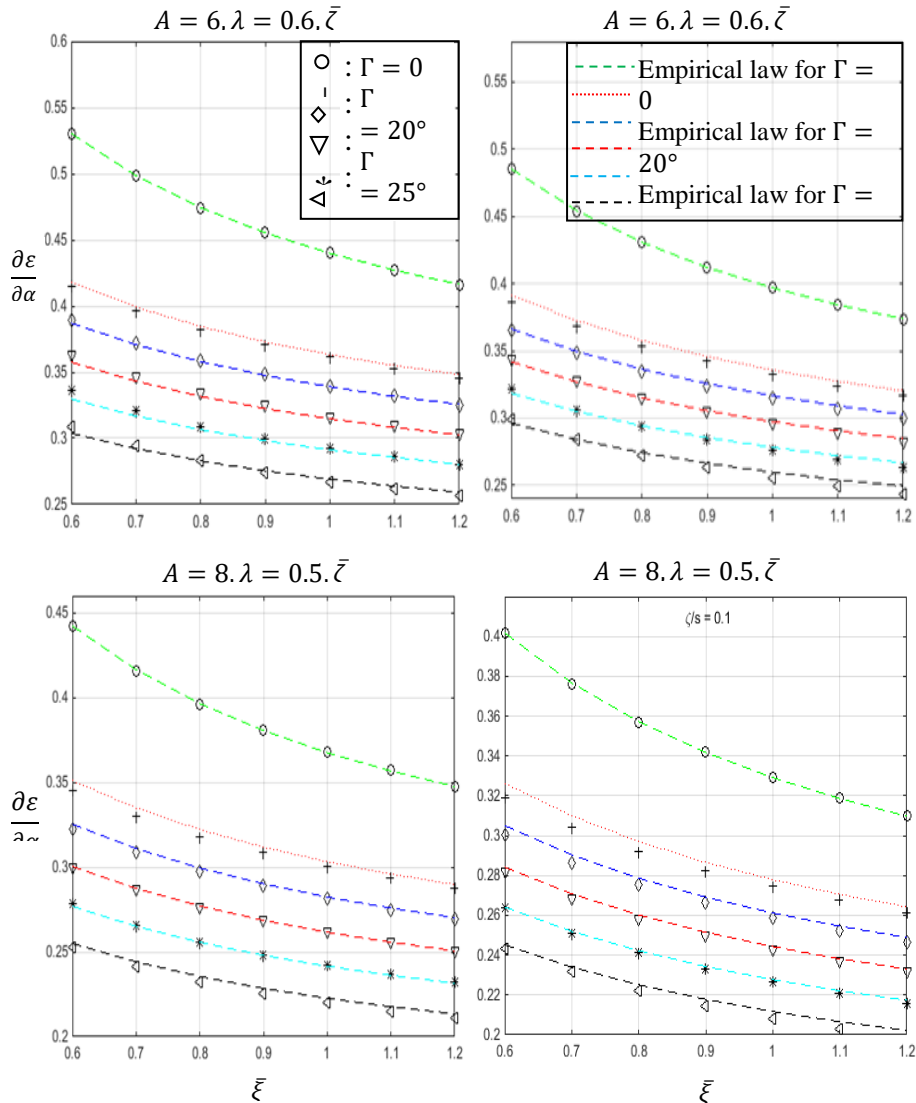 A = 6, λ = 0.6, ζ̄
A = 6, λ = 0.6, ζ̄
0.6
0.55
0.5
0.45
0.4
0.35
0.3
0.25
∂ε
∂α
: Γ = 0
: Γ
= 20°
: Γ
= 25°
0.6 0.7 0.8 0.9 1 1.1 1.2
0.55
0.5
0.45
0.4
0.35
0.3
0.25
Empirical law for Γ =
0
Empirical law for Γ =
20°
Empirical law for Γ =
0.6 0.7 0.8 0.9 1 1.1 1.2
A = 8, λ = 0.5, ζ̄
A = 8, λ = 0.5, ζ̄
0.45
0.4
0.35
0.3
0.25
0.2
∂ε
∂α
0.6 0.7 0.8 0.9 1 1.1 1.2
ξ̄
ζ/s = 0.1
0.4
0.38
0.36
0.34
0.32
0.3
0.28
0.26
0.24
0.22
0.2
0.6 0.7 0.8 0.9 1 1.1 1.2
ξ̄